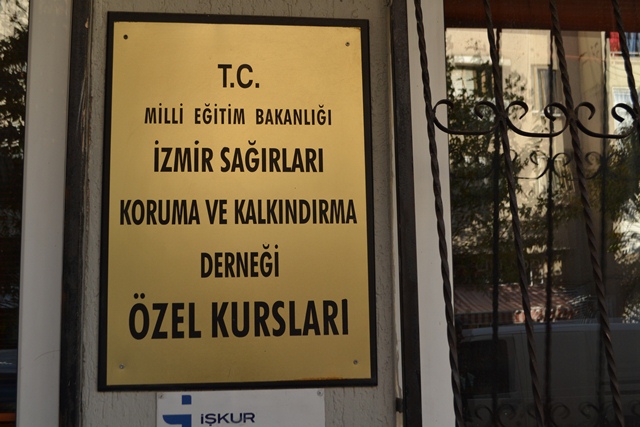 T.C.
MİLLİ EĞİTİM BAKANLIĞI
İZMİR SAĞIRLARI
KORUMA VE KALKINDIRMA
DERNEĞİ
ÖZEL KURSLARI
İŞKUR